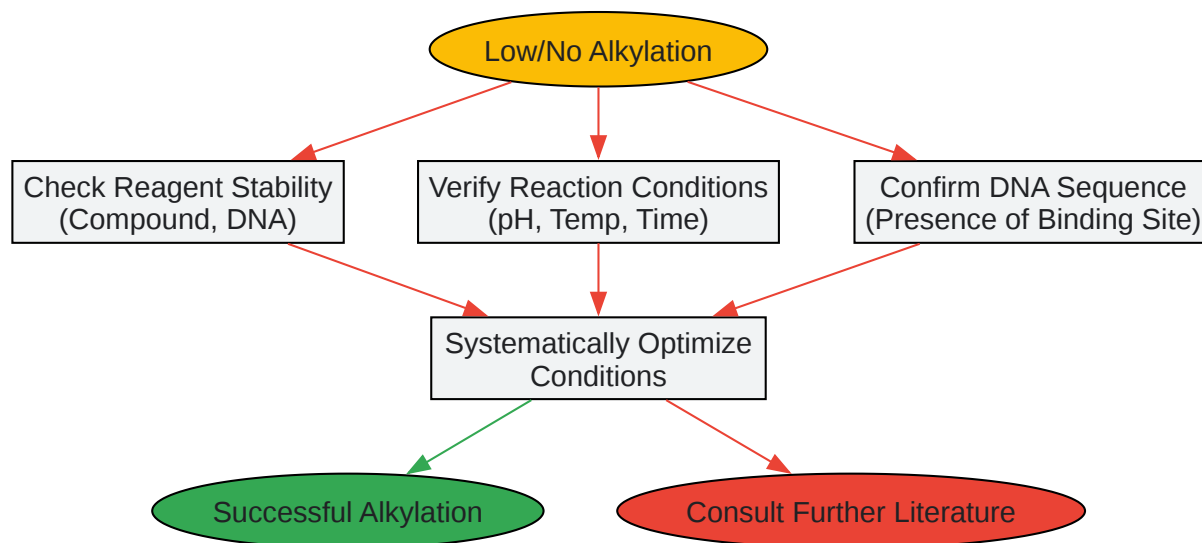 Low/No Alkylation
Check Reagent Stability
(Compound, DNA)
Verify Reaction Conditions
(pH, Temp, Time)
Confirm DNA Sequence
(Presence of Binding Site)
Systematically Optimize
Conditions
Successful Alkylation
Consult Further Literature